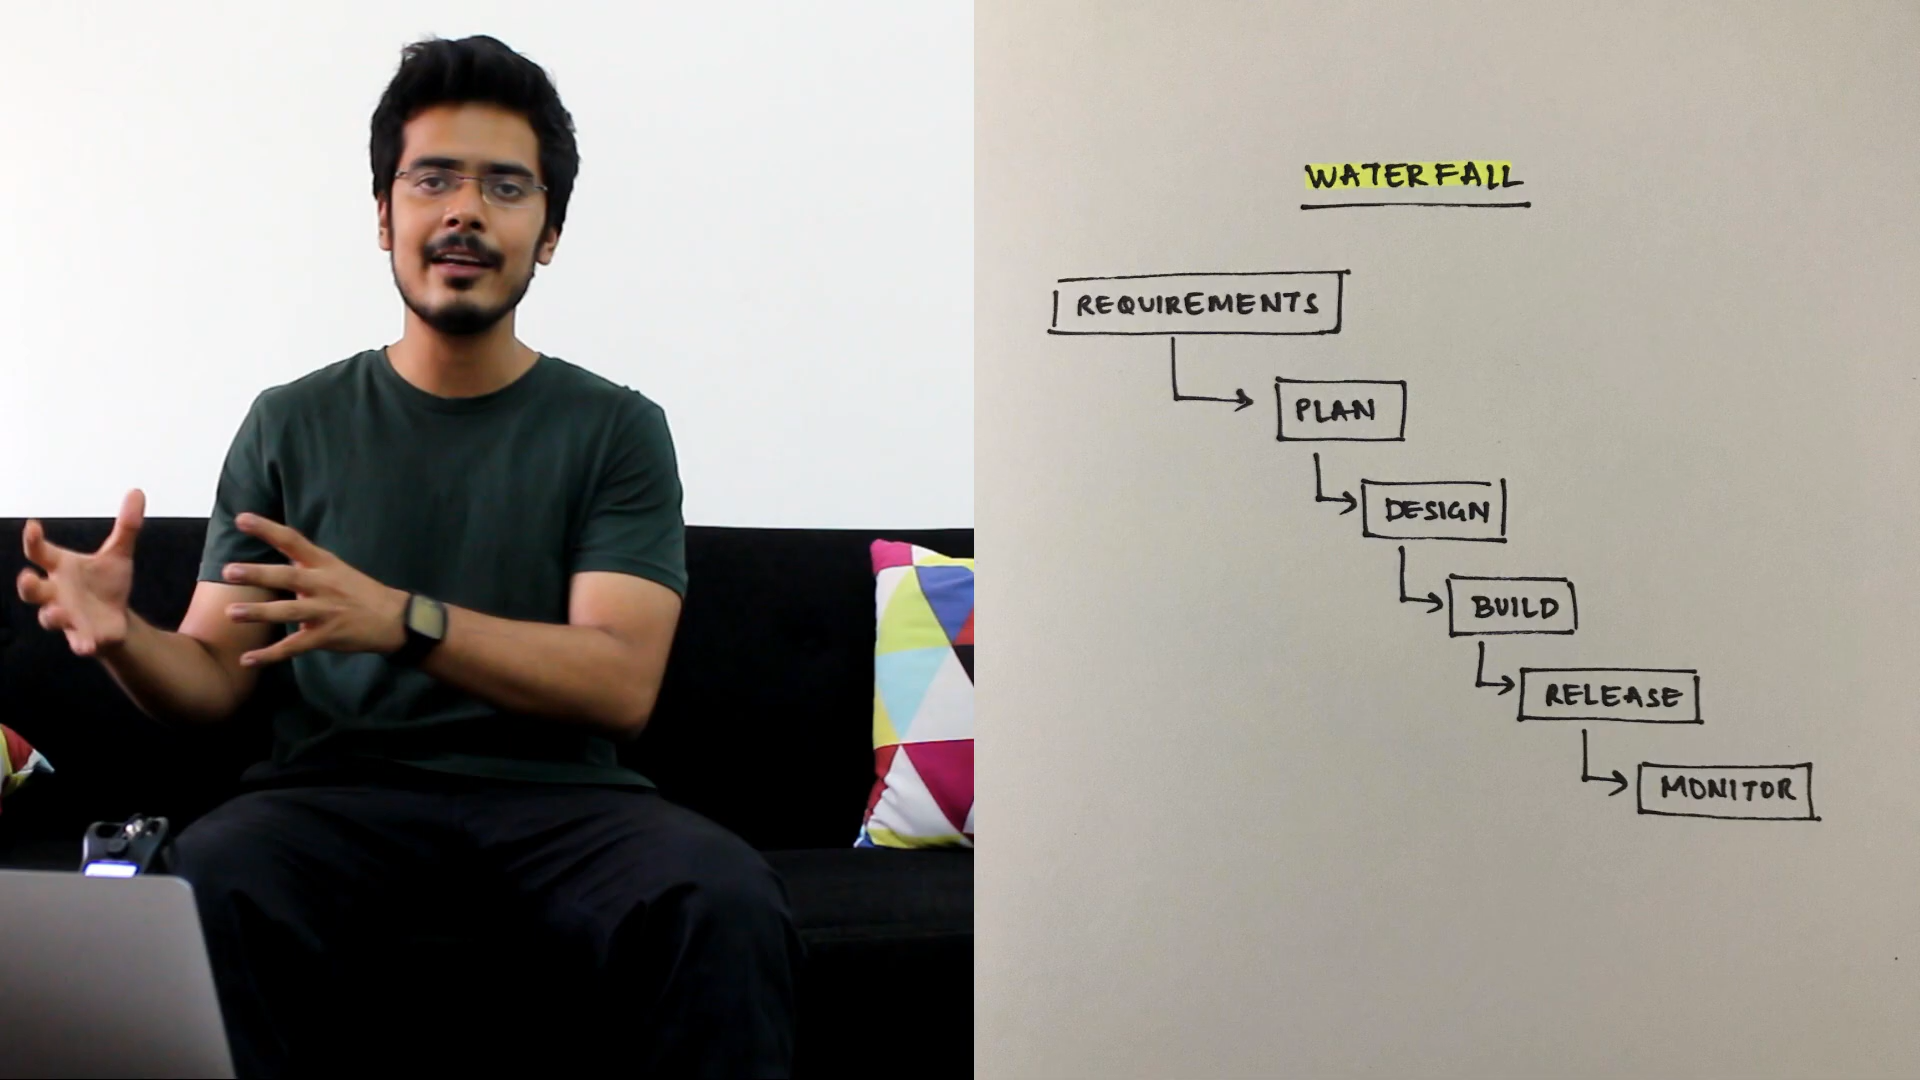 WATERFALL
REQUIREMENTS
PLAN
DESIGN
BUILD
RELEASE
MONITOR